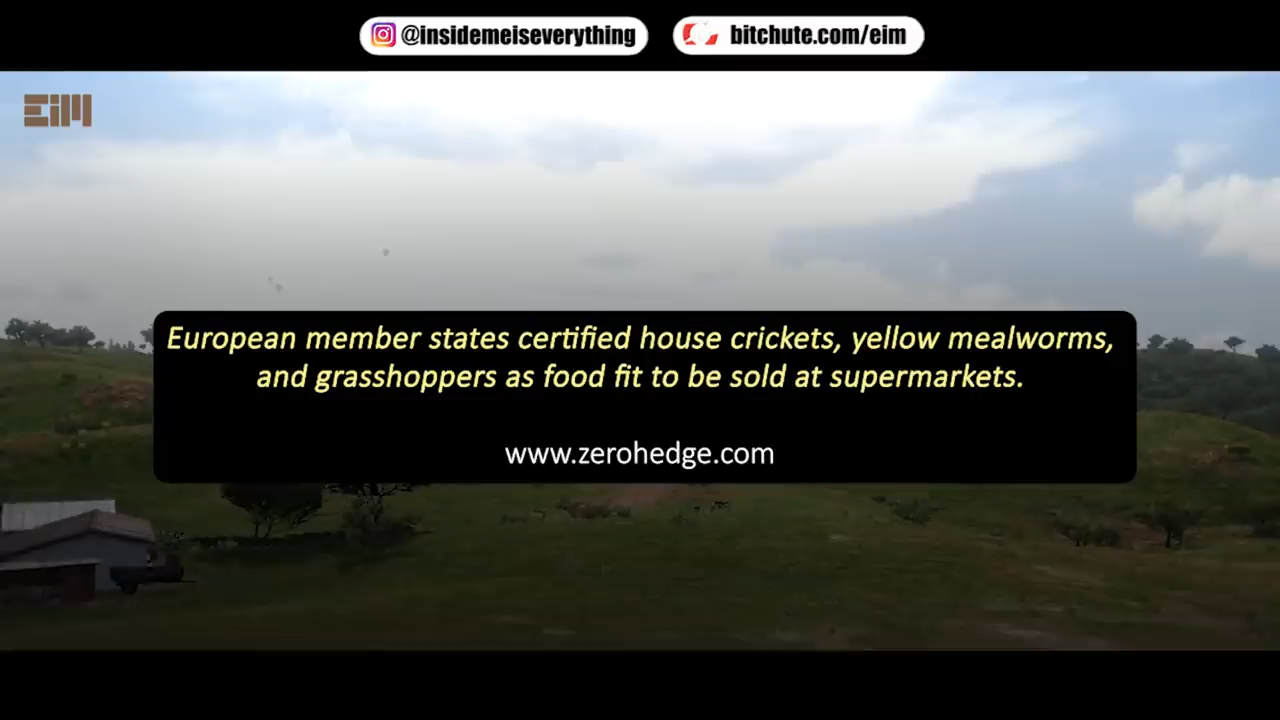 @insidemeiseverything
bitchute.com/eim
EiM
European member states certified house crickets, yellow mealworms,
and grasshoppers as food fit to be sold at supermarkets.
www.zerohedge.com